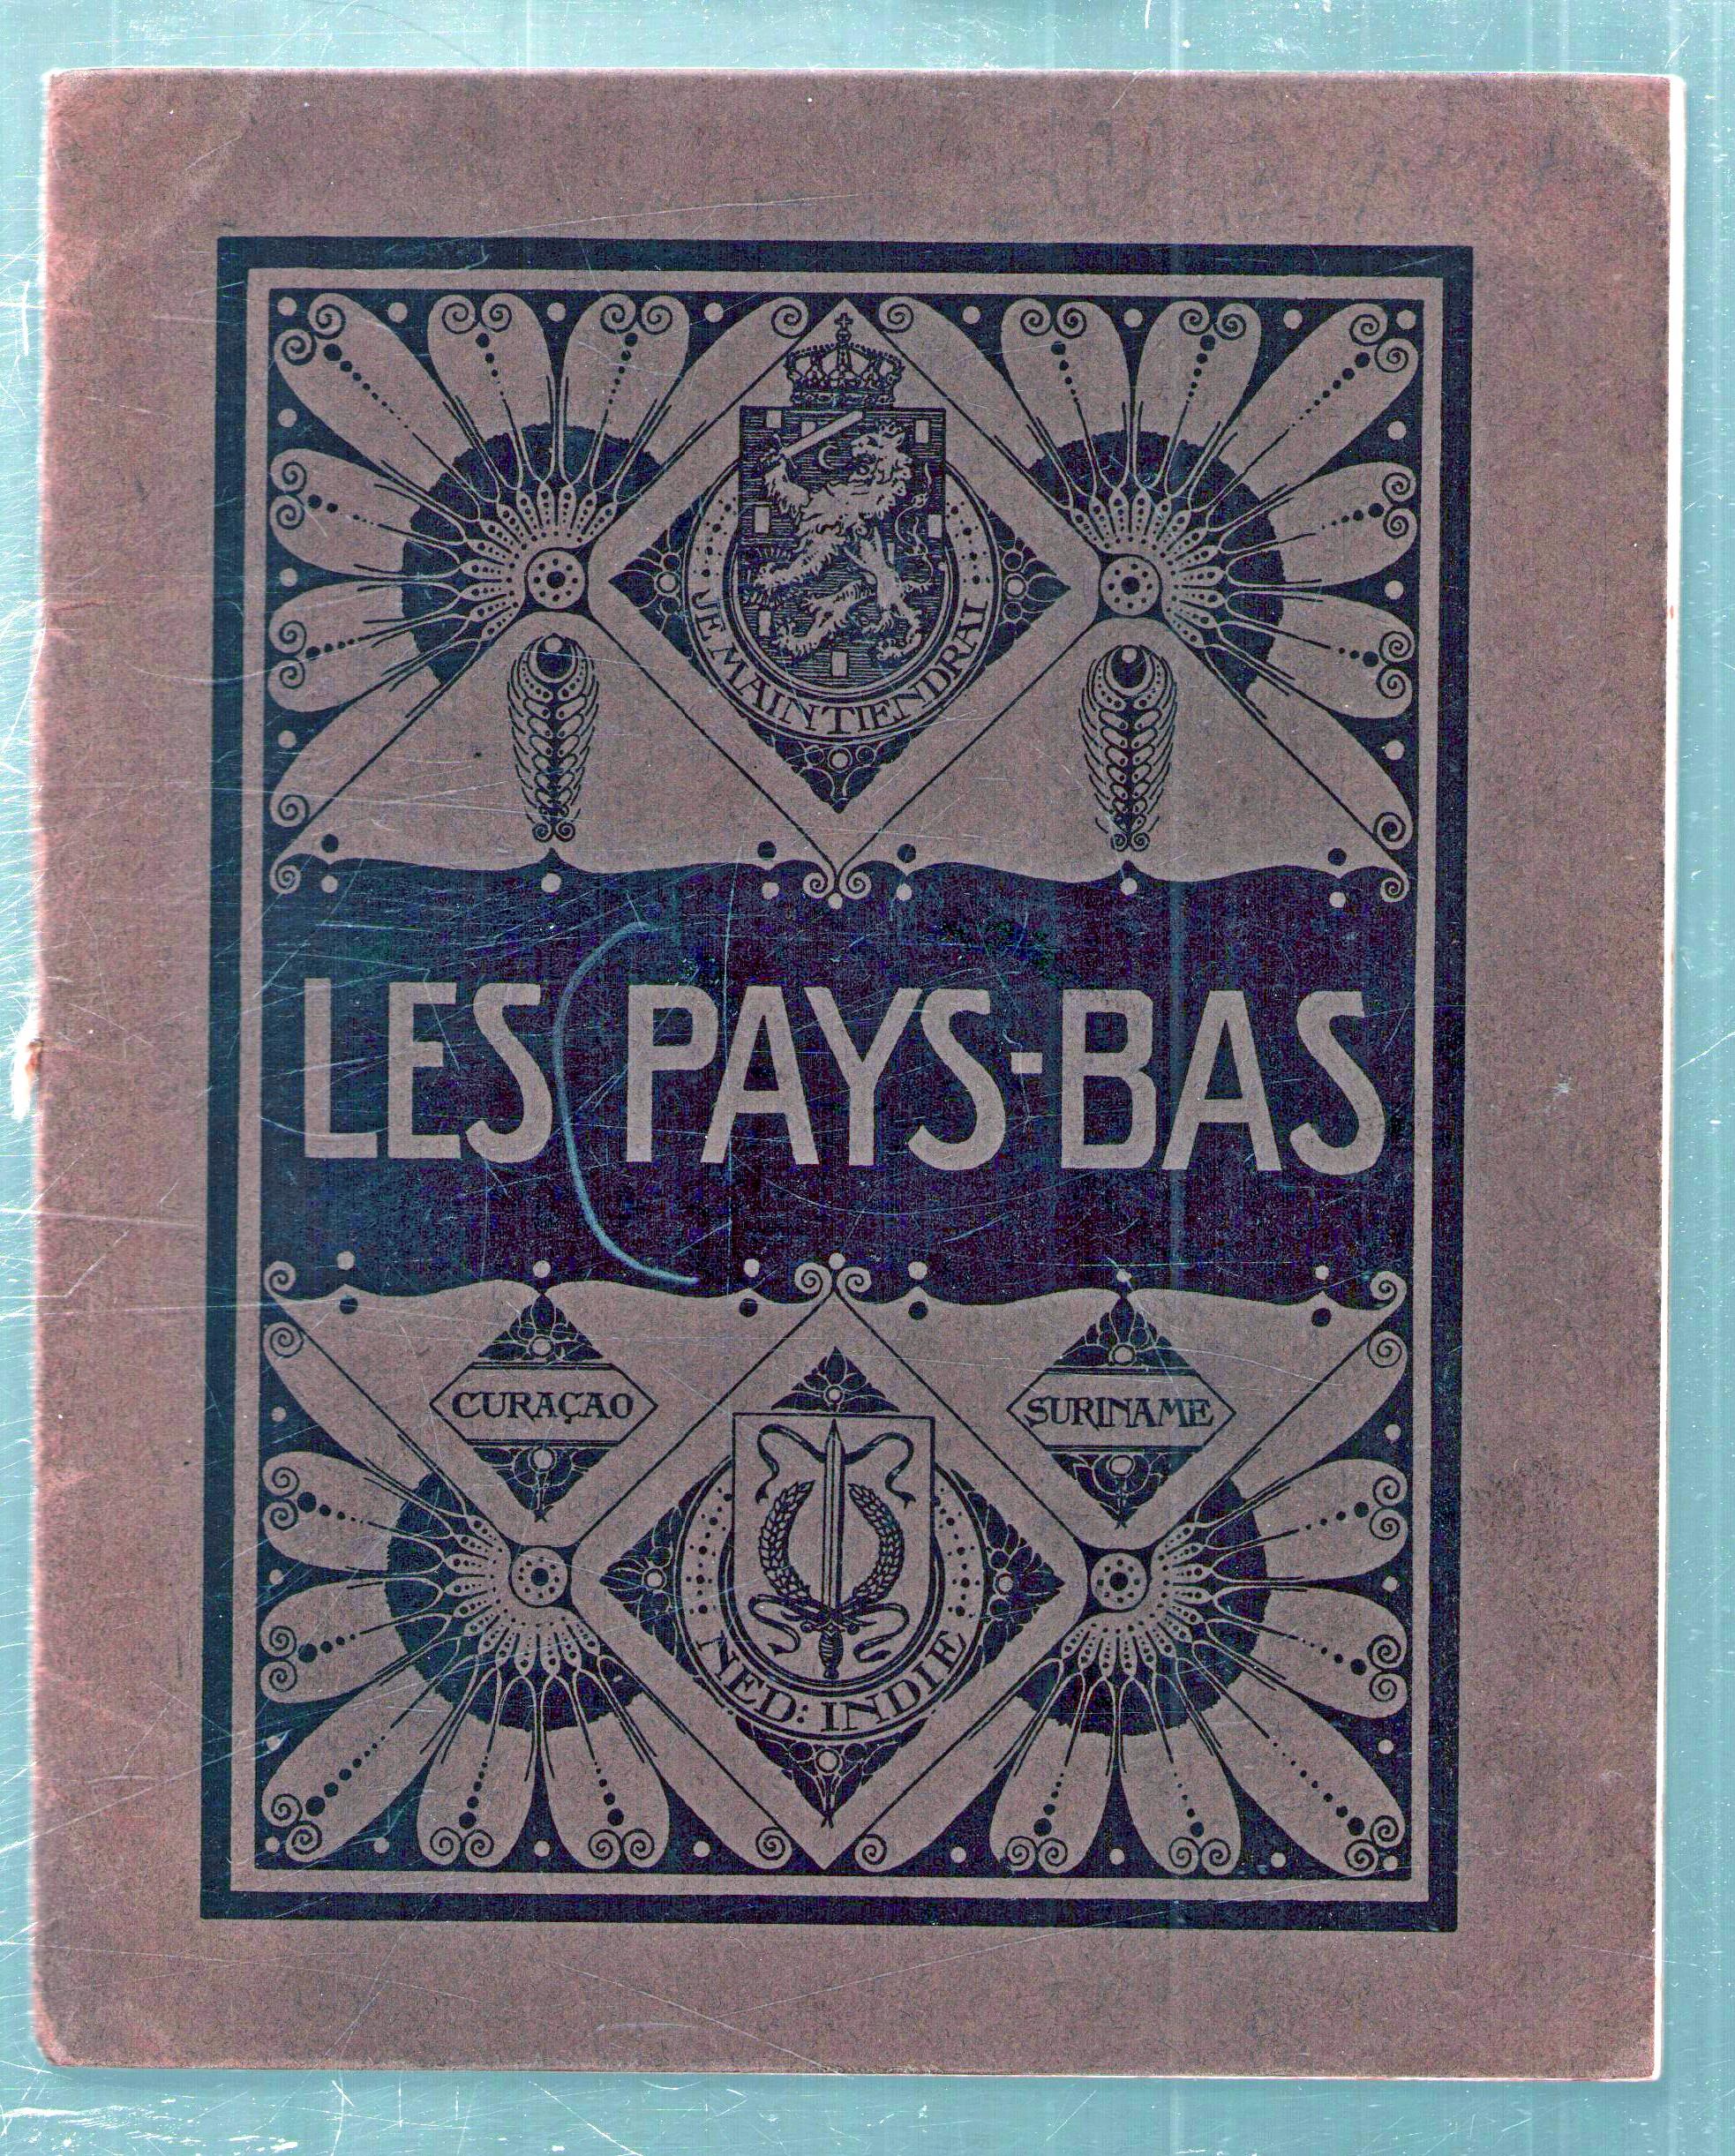 JE MAINTIENDRAI
LES PAYS-BAS
CURAÇAO
SURINAME
NED: INDIE